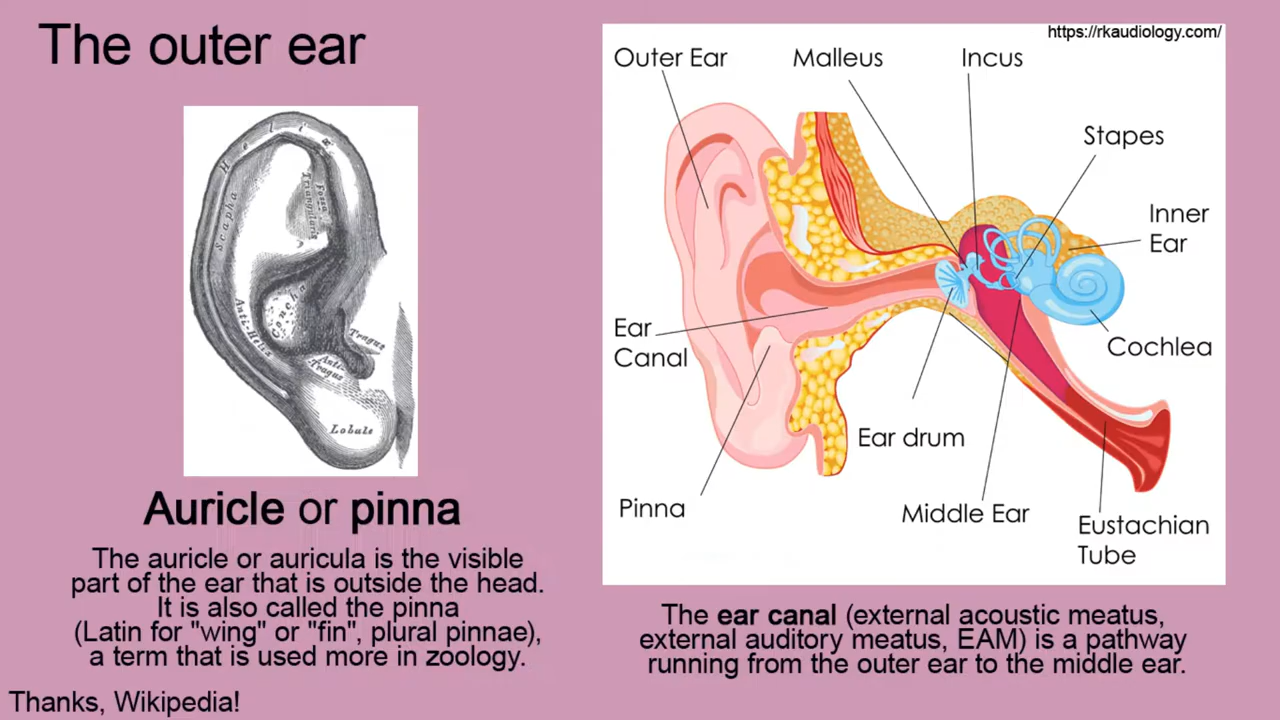 The outer ear
Helix
Scapha
Fossa
Triangularis
Concha
Anti-Helix
Tragus
Anti-
Tragus
Lobule
Auricle or pinna
The auricle or auricula is the visible
part of the ear that is outside the head.
It is also called the pinna
(Latin for "wing" or "fin", plural pinnae),
a term that is used more in zoology.
Thanks, Wikipedia!
https://rkaudiology.com/
Outer Ear
Malleus
Incus
Stapes
Inner
Ear
Ear
Canal
Cochlea
Ear drum
Pinna
Middle Ear
Eustachian
Tube
The ear canal (external acoustic meatus,
external auditory meatus, EAM) is a pathway
running from the outer ear to the middle ear.